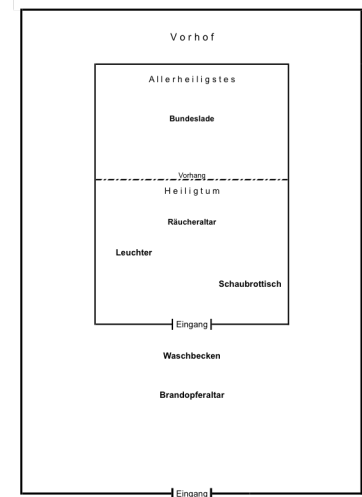 Vorhof
Allerheiligstes
Bundeslade
Vorhang
Heiligtum
Räucheraltar
Leuchter
Schaubrottisch
Eingang
Waschbecken
Brandopferaltar
Eingang